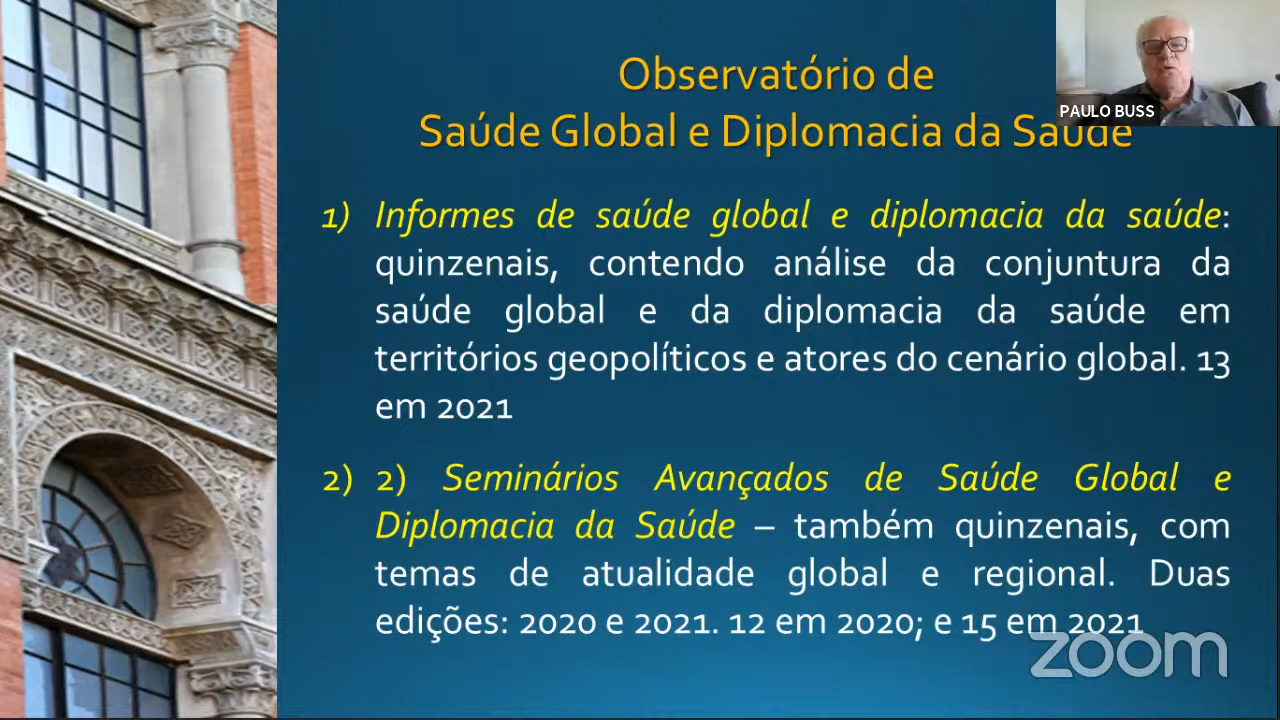 Observatório de
Saúde Global e Diplomacia da Saúde
PAULO BUSS
1) Informes de saúde global e diplomacia da saúde:
quinzenais, contendo análise da conjuntura da
saúde global e da diplomacia da saúde em
territórios geopolíticos e atores do cenário global. 13
em 2021
2) 2) Seminários Avançados de Saúde Global e
Diplomacia da Saúde – também quinzenais, com
temas de atualidade global e regional. Duas
edições: 2020 e 2021. 12 em 2020; e 15 em 2021
zoom